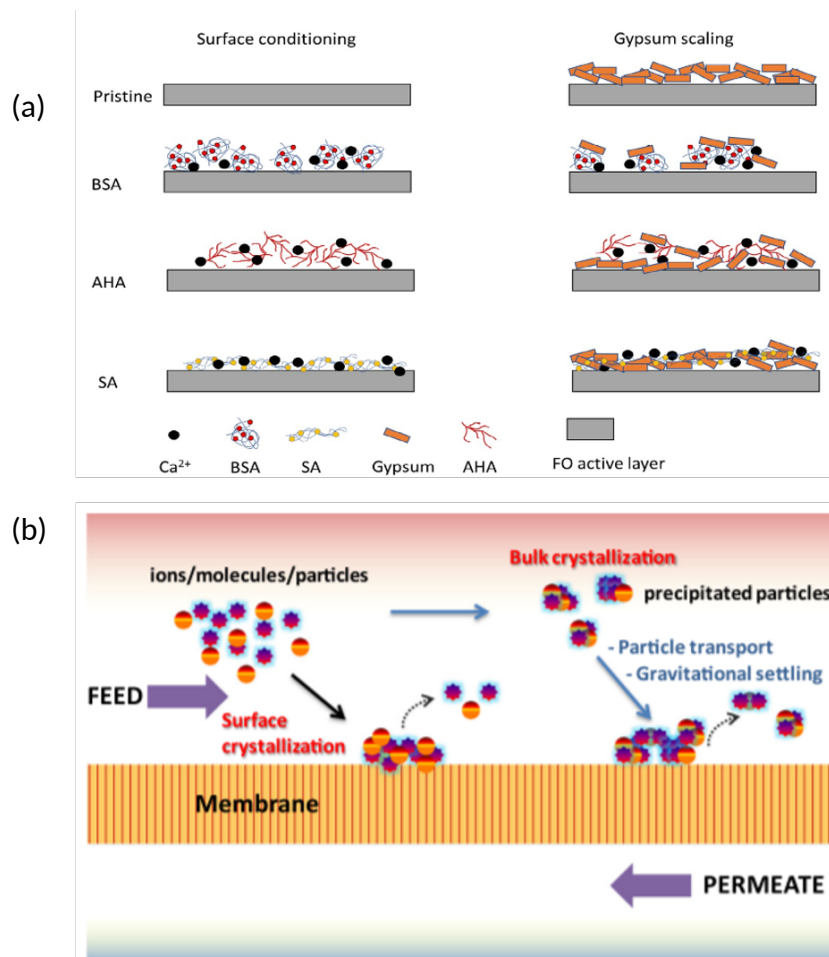 (a)
Surface conditioning
Gypsum scaling
Pristine
BSA
AHA
SA
Ca²⁺
BSA
SA
Gypsum
AHA
FO active layer
(b)
ions/molecules/particles
Bulk crystallization
precipitated particles
- Particle transport
- Gravitational settling
FEED
Surface
crystallization
Membrane
PERMEATE